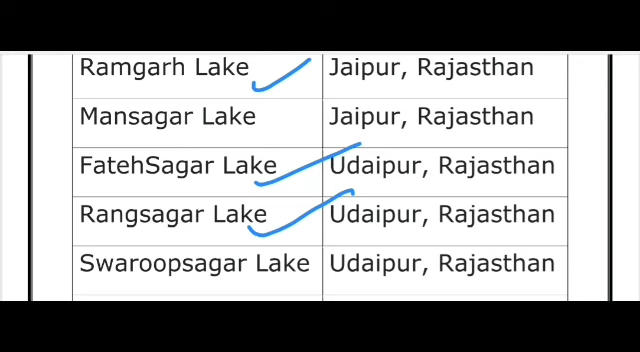 Ramgarh Lake Jaipur, Rajasthan
Mansagar Lake Jaipur, Rajasthan
FatehSagar Lake Udaipur, Rajasthan
Rangsagar Lake Udaipur, Rajasthan
Swaroopsagar Lake Udaipur, Rajasthan